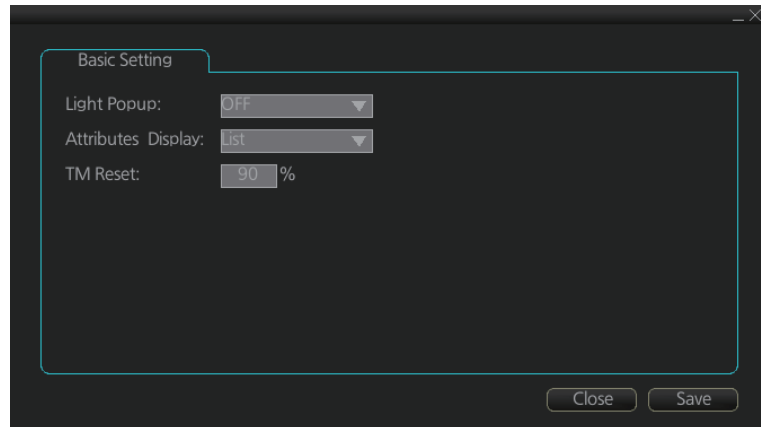 Basic Setting
Light Popup: OFF
Attributes Display: List
TM Reset: 90 %
Close Save